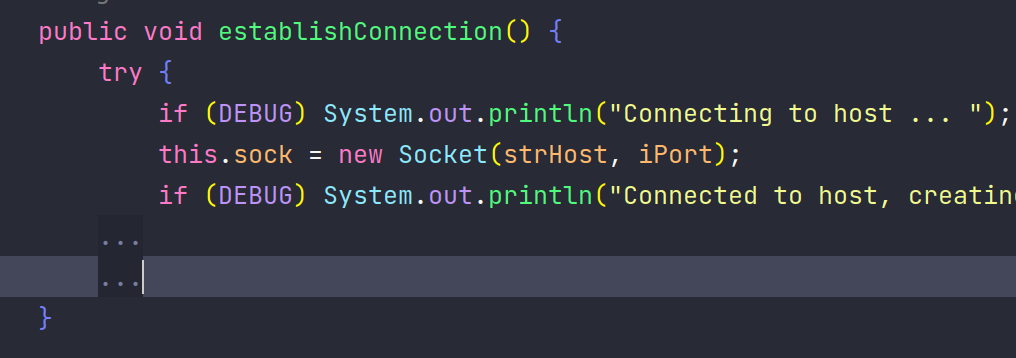 public void establishConnection() {
try {
if (DEBUG) System.out.println("Connecting to host ... ");
this.sock = new Socket(strHost, iPort);
if (DEBUG) System.out.println("Connected to host, creating
...
...
}